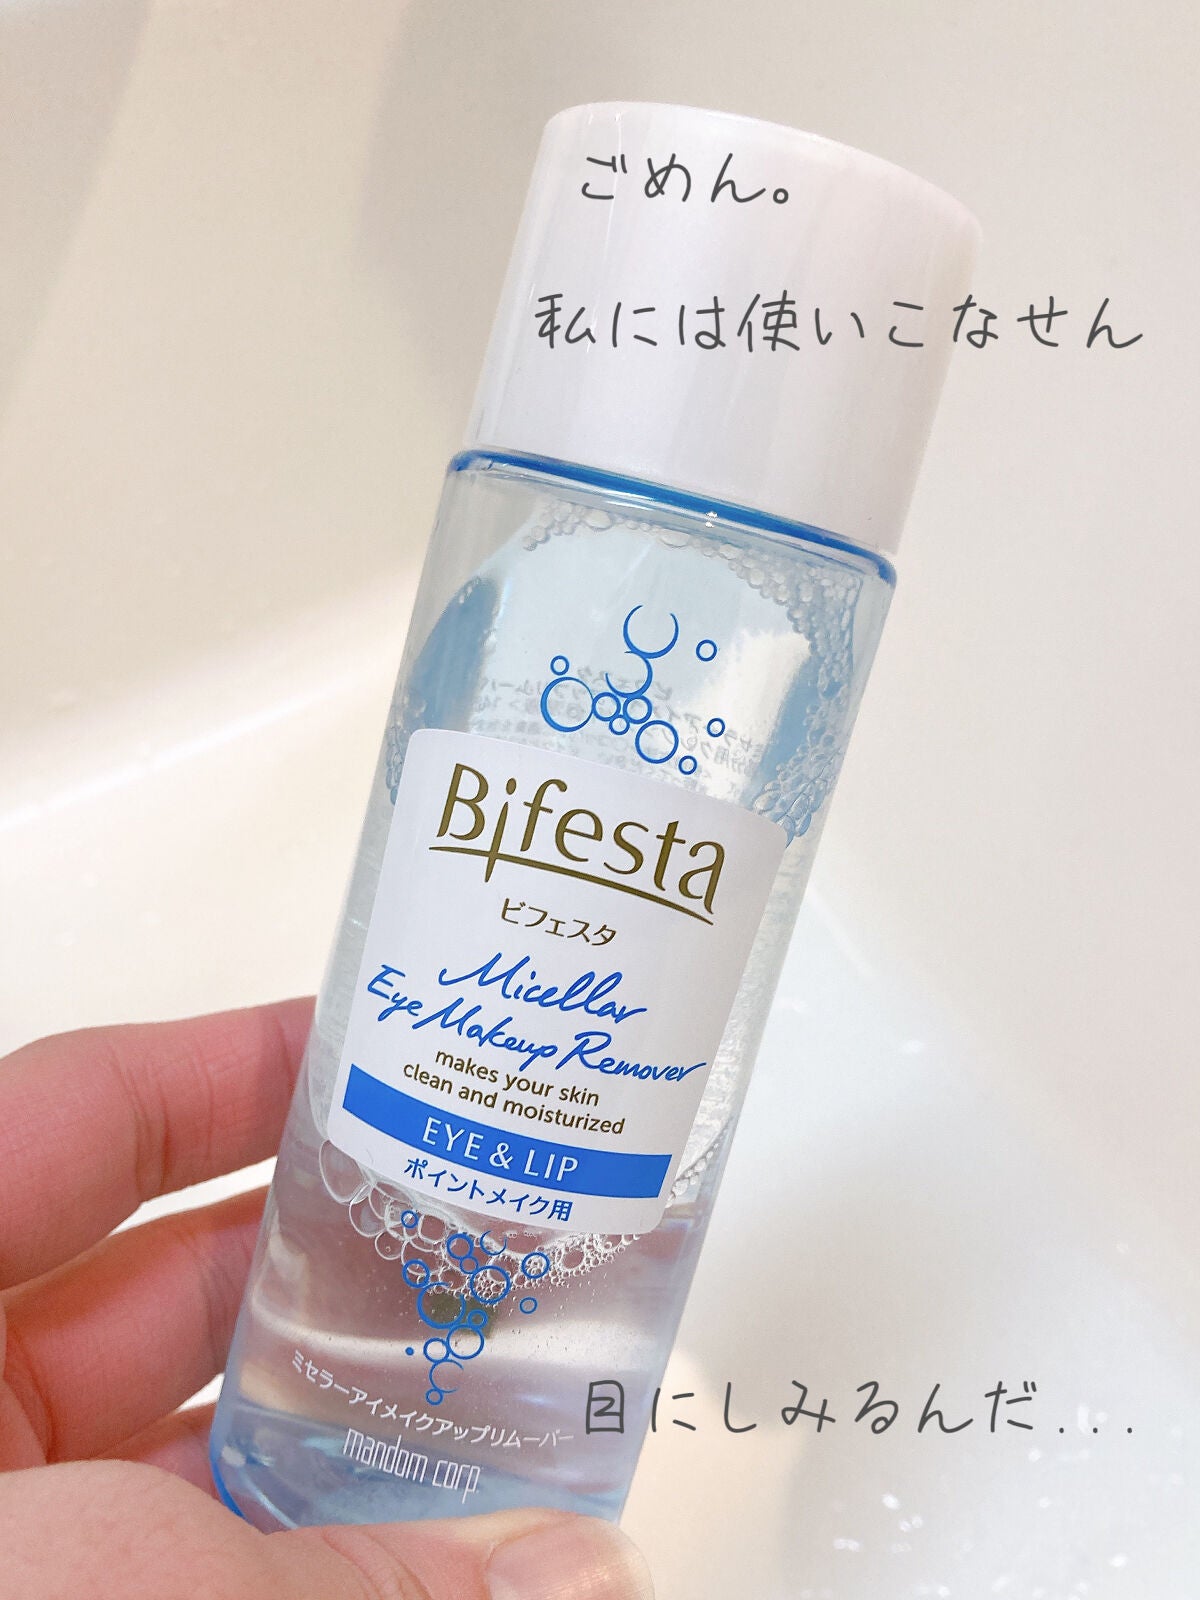 ごめん。
私には使いこなせん
Bifesta
ビフェスタ
Micellar
Eye Makeup Remover
makes your skin
clean and moisturized
EYE & LIP
ポイントメイク用
ミセラーアイメイクアップリムーバー
mandom corp.
目にしみるんだ...